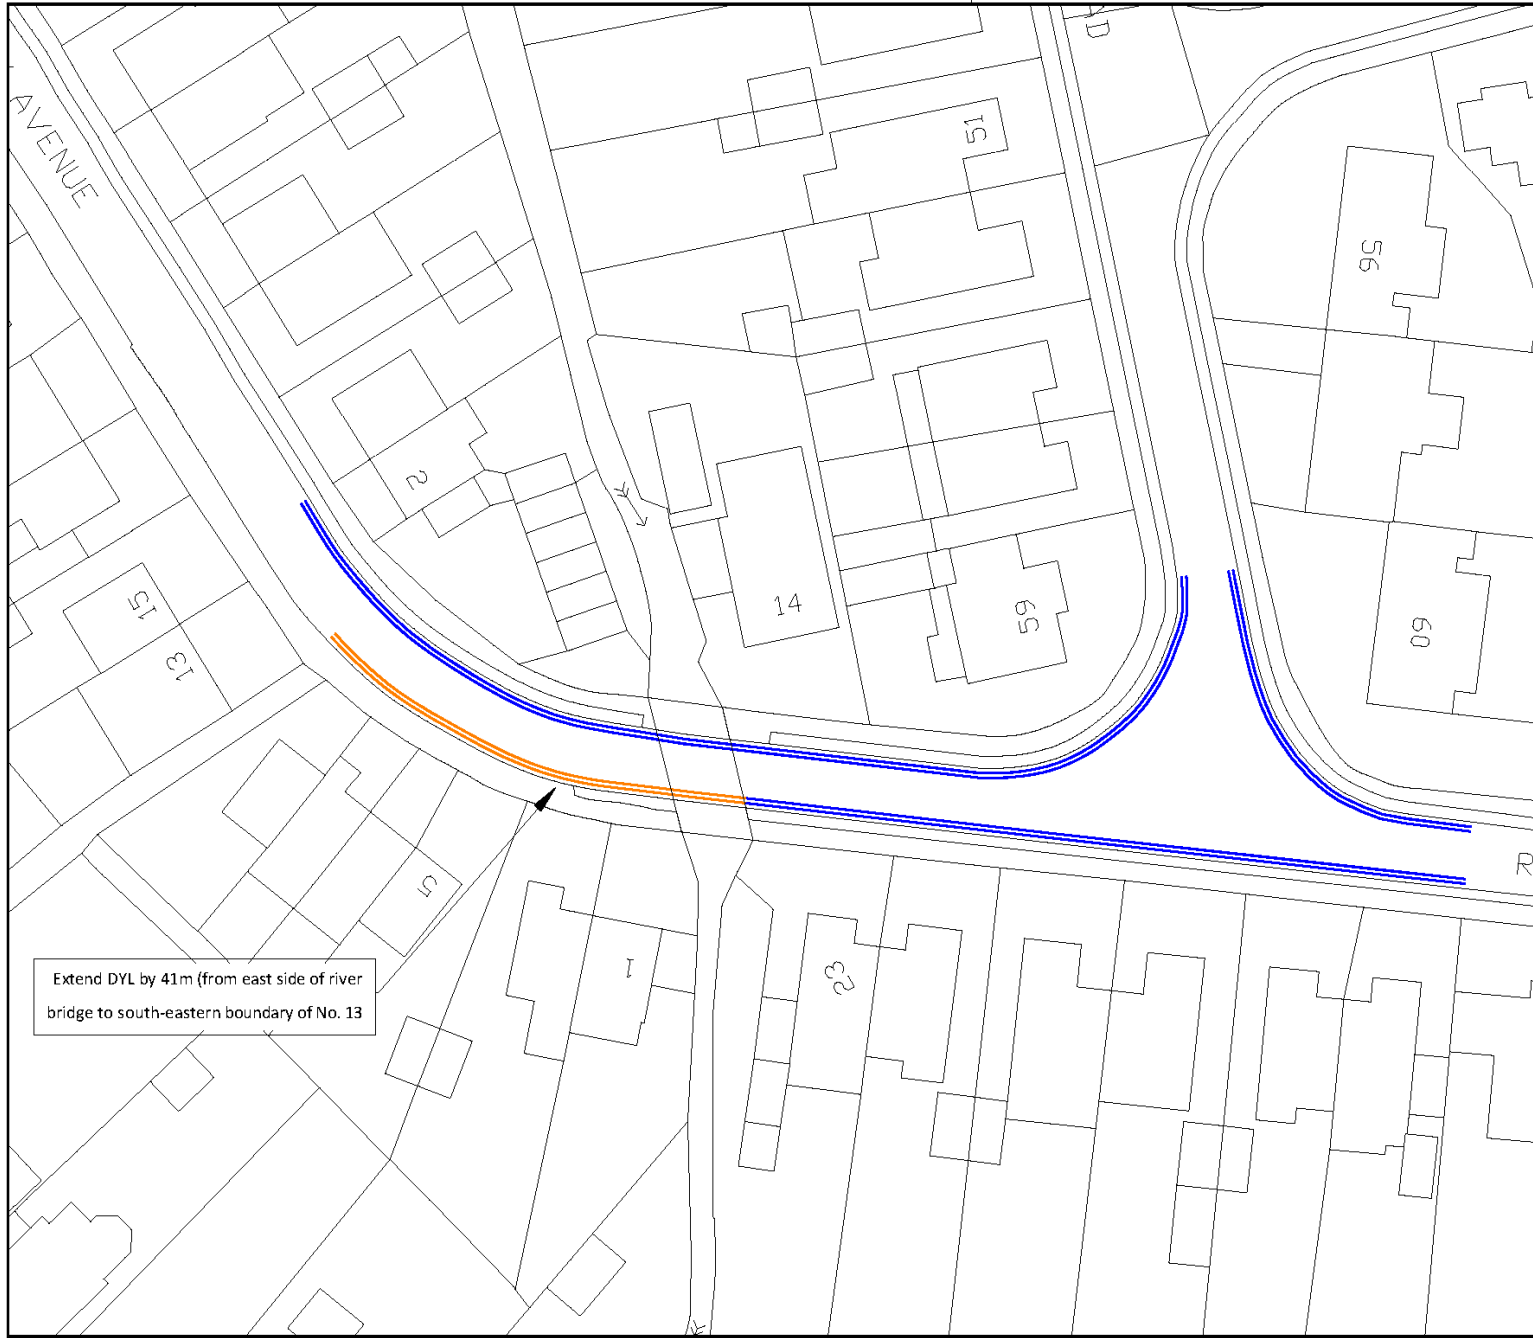 AVENUE
D
51
56
2
14
59
60
15
13
R
5
1
23
Extend DYL by 41m (from east side of river
bridge to south-eastern boundary of No. 13